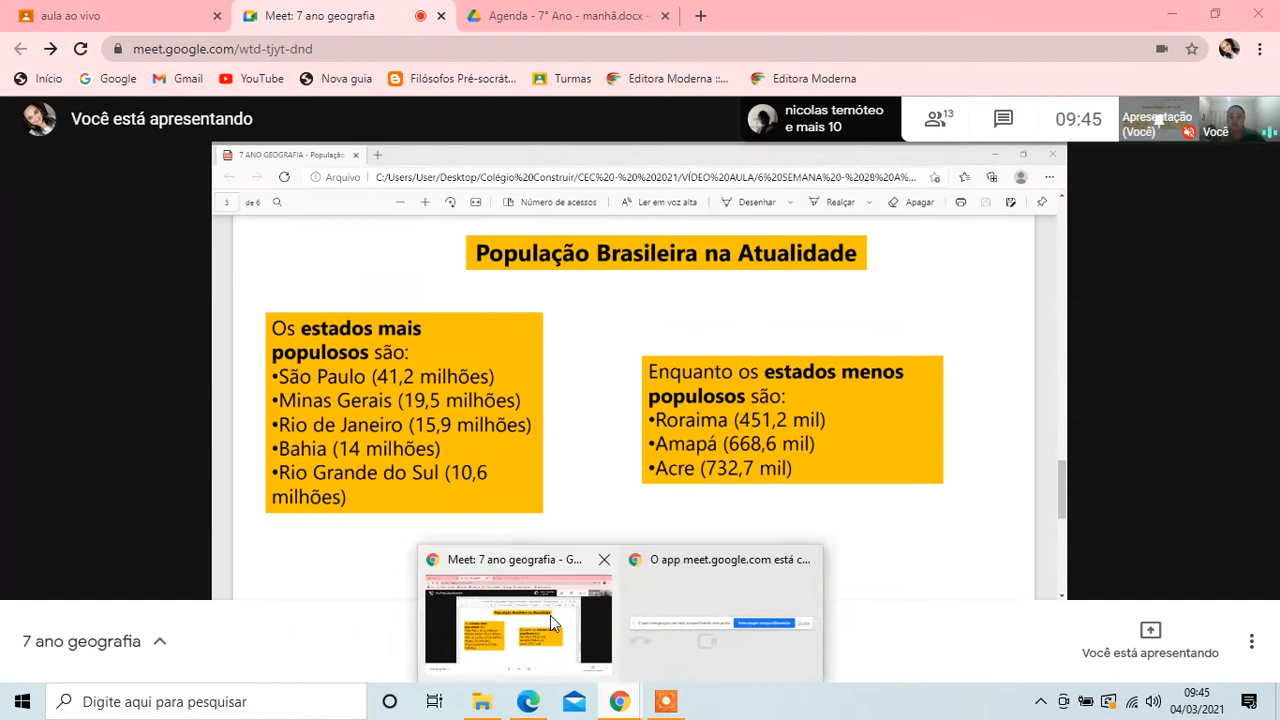 aula ao vivo
Meet: 7 ano geografia
Agenda - 7° Ano - manhã.docx -
meet.google.com/wtd-tjyt-dnd
Início
Google
Gmail
YouTube
Nova guia
Filósofos Pré-socrát...
Turmas
Editora Moderna ::...
Editora Moderna
Você está apresentando
nicolas temóteo
e mais 10
13
09:45
Apresentação
(Você)
Você
7 ANO GEOGRAFIA - População
Arquivo
C:/Users/User/Desktop/Colégio%20Construir/CEC%20-%20%202021/VÍDEO%20AULA/6%20SEMANA%20-%2028%20A%...
5
de 6
Número de acessos
Ler em voz alta
Desenhar
Realçar
Apagar
População Brasileira na Atualidade
Os estados mais
populosos são:
•São Paulo (41,2 milhões)
•Minas Gerais (19,5 milhões)
•Rio de Janeiro (15,9 milhões)
•Bahia (14 milhões)
•Rio Grande do Sul (10,6
milhões)
Enquanto os estados menos
populosos são:
•Roraima (451,2 mil)
•Amapá (668,6 mil)
•Acre (732,7 mil)
Meet: 7 ano geografia - G...
O app meet.google.com está c...
População Brasileira na Atualidade
7 ano geografia
Você está apresentando
Digite aqui para pesquisar
09:45
04/03/2021